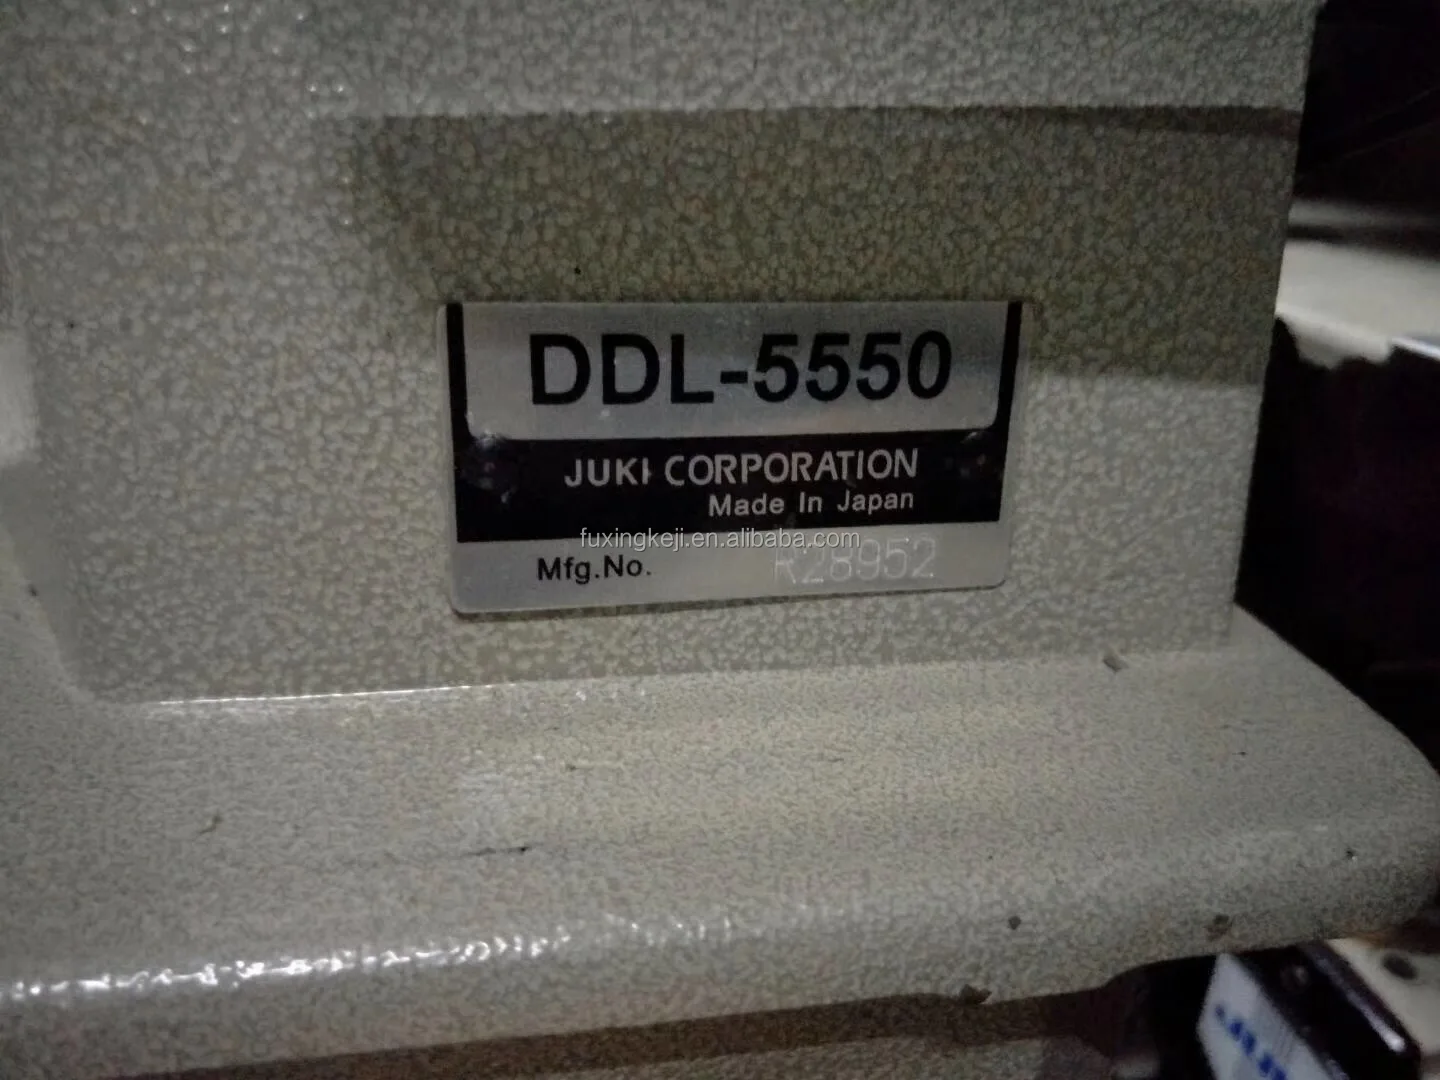 DDL-5550
JUKI CORPORATION
Made In Japan
fuxingkeji.en.alibaba.com
Mfg.No. R28952